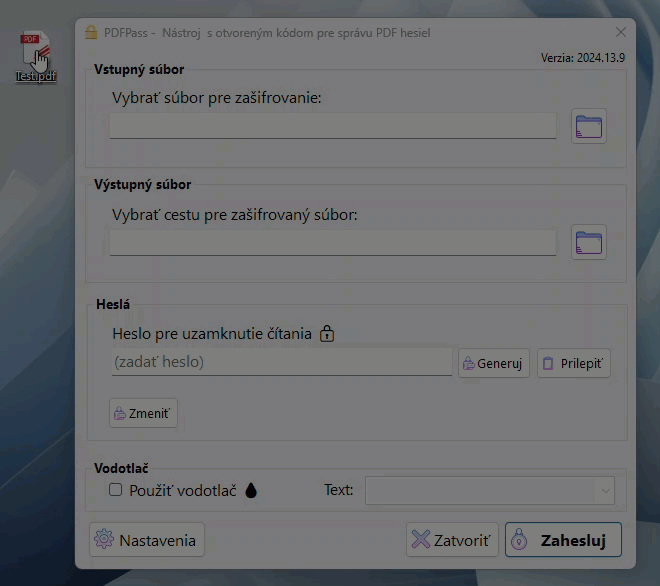 PDF
Test.pdf
PDFPass - Nástroj s otvoreným kódom pre správu PDF hesiel
Verzia: 2024.13.9
Vstupný súbor
Vybrať súbor pre zašifrovanie:
Výstupný súbor
Vybrať cestu pre zašifrovaný súbor:
Heslá
Heslo pre uzamknutie čítania
(zadať heslo)
Generuj
Prilepiť
Zmeniť
Vodotlač
Použiť vodotlač
Text:
Nastavenia
Zatvoriť
Zahesluj